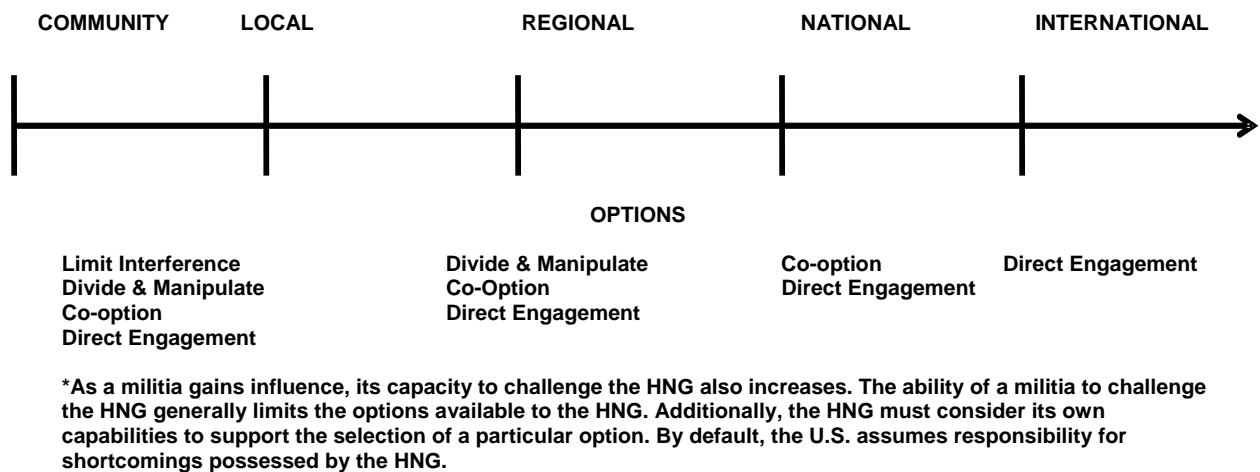 COMMUNITY LOCAL REGIONAL NATIONAL INTERNATIONAL
OPTIONS
Limit Interference Divide & Manipulate Co-option Direct Engagement
Divide & Manipulate Co-Option Direct Engagement
Co-option Direct Engagement
Direct Engagement
*As a militia gains influence, its capacity to challenge the HNG also increases. The ability of a militia to challenge
the HNG generally limits the options available to the HNG. Additionally, the HNG must consider its own
capabilities to support the selection of a particular option. By default, the U.S. assumes responsibility for
shortcomings possessed by the HNG.